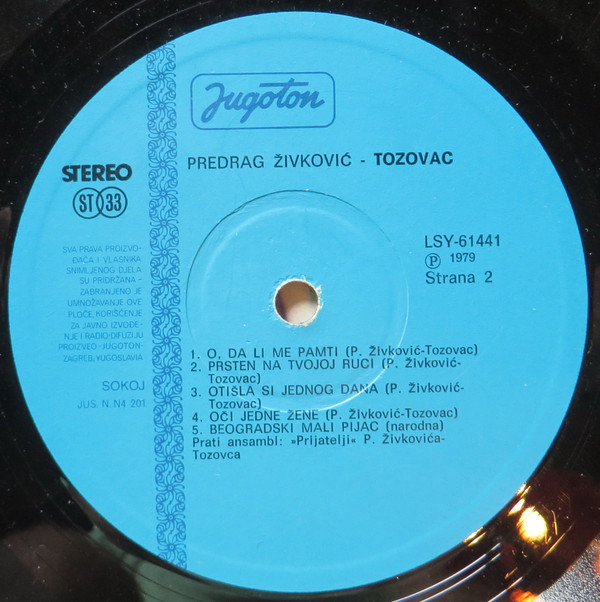 Jugoton
PREDRAG ŽIVKOVIĆ - TOZOVAC
STEREO
ST 33
LSY-61441
Ⓟ 1979
Strana 2
SVA PRAVA PROIZVO-
ĐAČA I VLASNIKA
SNIMLJENOG DJELA
SU PRIDRŽANA -
ZABRANJENO JE
UMNOŽAVANJE OVE
PLOČE, KORIŠĆENJE
ZA JAVNO IZVOĐE-
NJE I RADIO-DIFUZIJU
PROIZVEO - JUGOTON-
ZAGREB, YUGOSLAVIA
SOKOJ
JUS. N. N4 201
1. O, DA LI ME PAMTI (P. Živković-Tozovac)
2. PRSTEN NA TVOJOJ RUCI (P. Živković-
Tozovac)
3. OTIŠLA SI JEDNOG DANA (P. Živković-
Tozovac)
4. OČI JEDNE ŽENE (P. Živković-Tozovac)
5. BEOGRADSKI MALI PIJAC (narodna)
Prati ansambl: »Prijatelji« P. Živkovića-
Tozovca